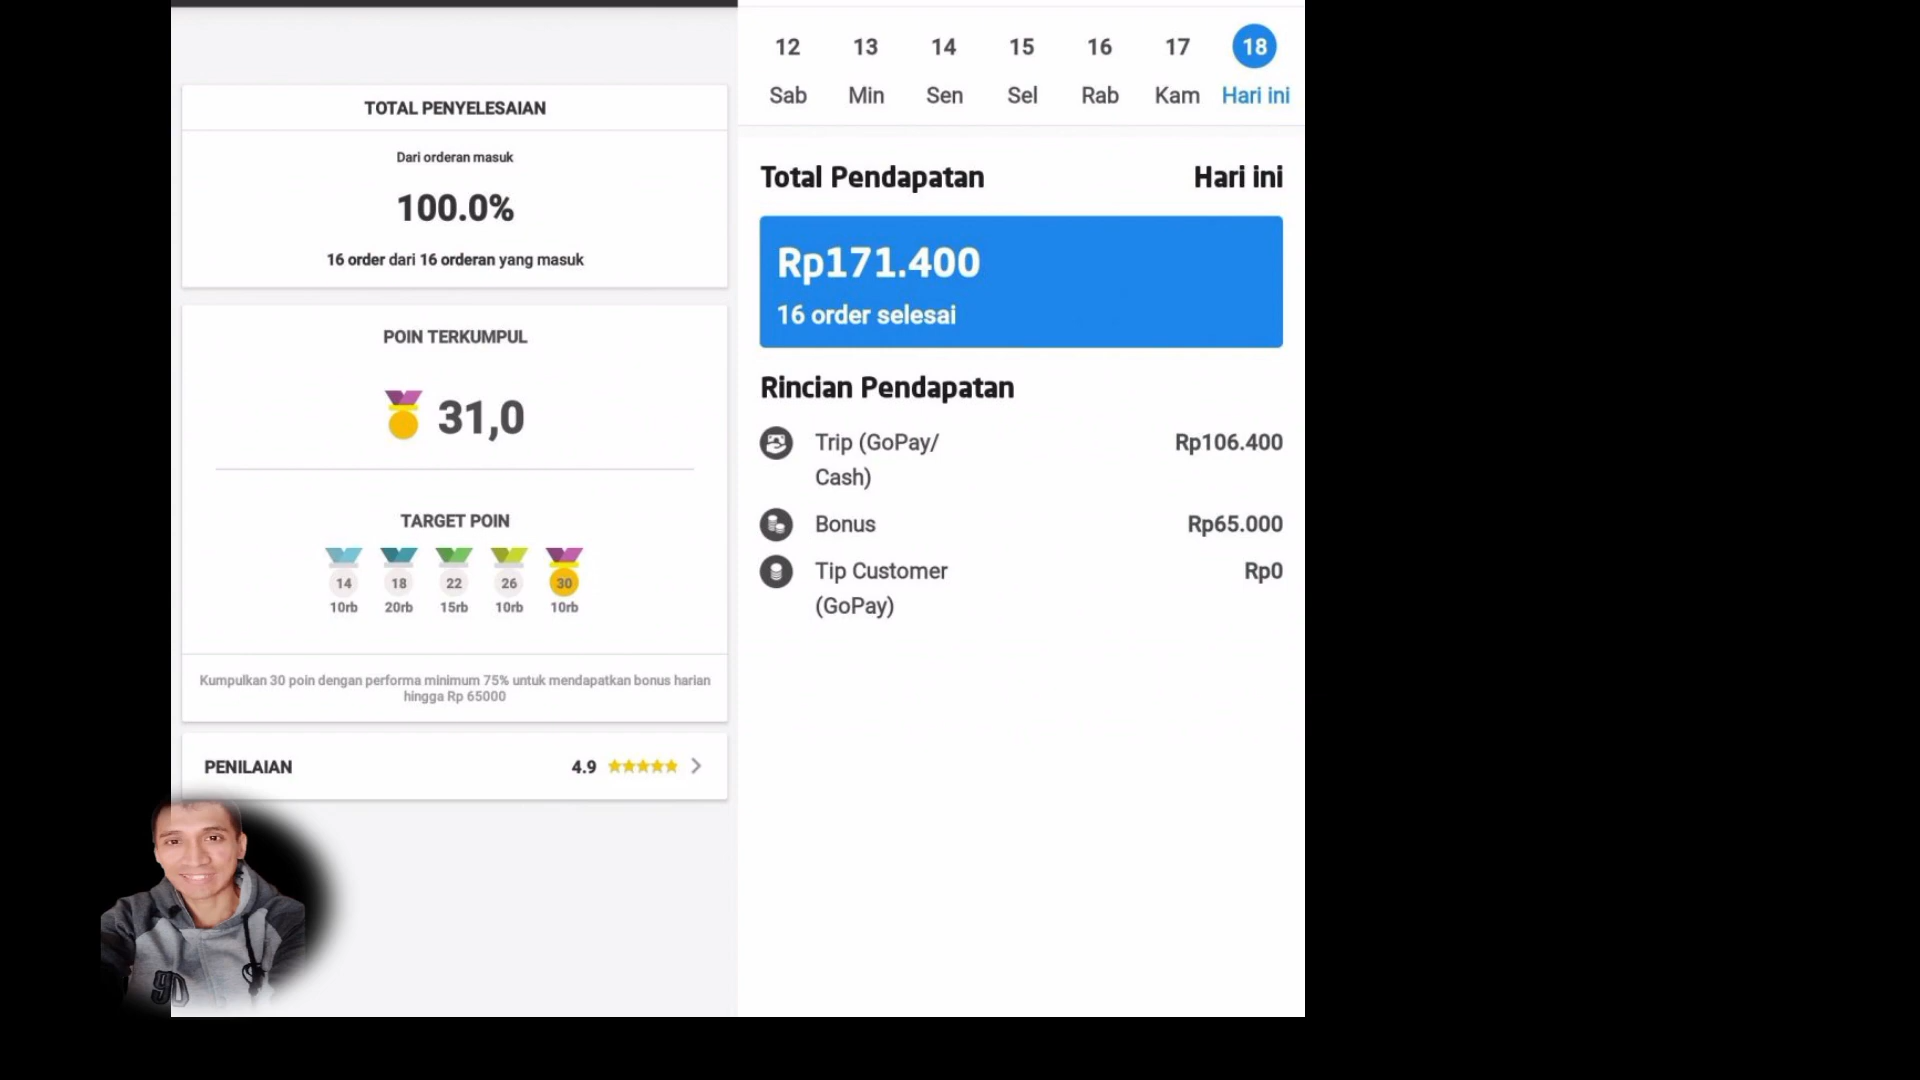 TOTAL PENYELESAIAN
Dari orderan masuk
100.0%
16 order dari 16 orderan yang masuk
POIN TERKUMPUL
31,0
TARGET POIN
14 18 22 26 30
10rb 20rb 15rb 10rb 10rb
Kumpulkan 30 poin dengan performa minimum 75% untuk mendapatkan bonus harian
hingga Rp 65000
PENILAIAN 4.9
90
12 13 14 15 16 17 18
Sab Min Sen Sel Rab Kam Hari ini
Total Pendapatan Hari ini
Rp171.400
16 order selesai
Rincian Pendapatan
Trip (GoPay/ Rp106.400
Cash)
Bonus Rp65.000
Tip Customer Rp0
(GoPay)